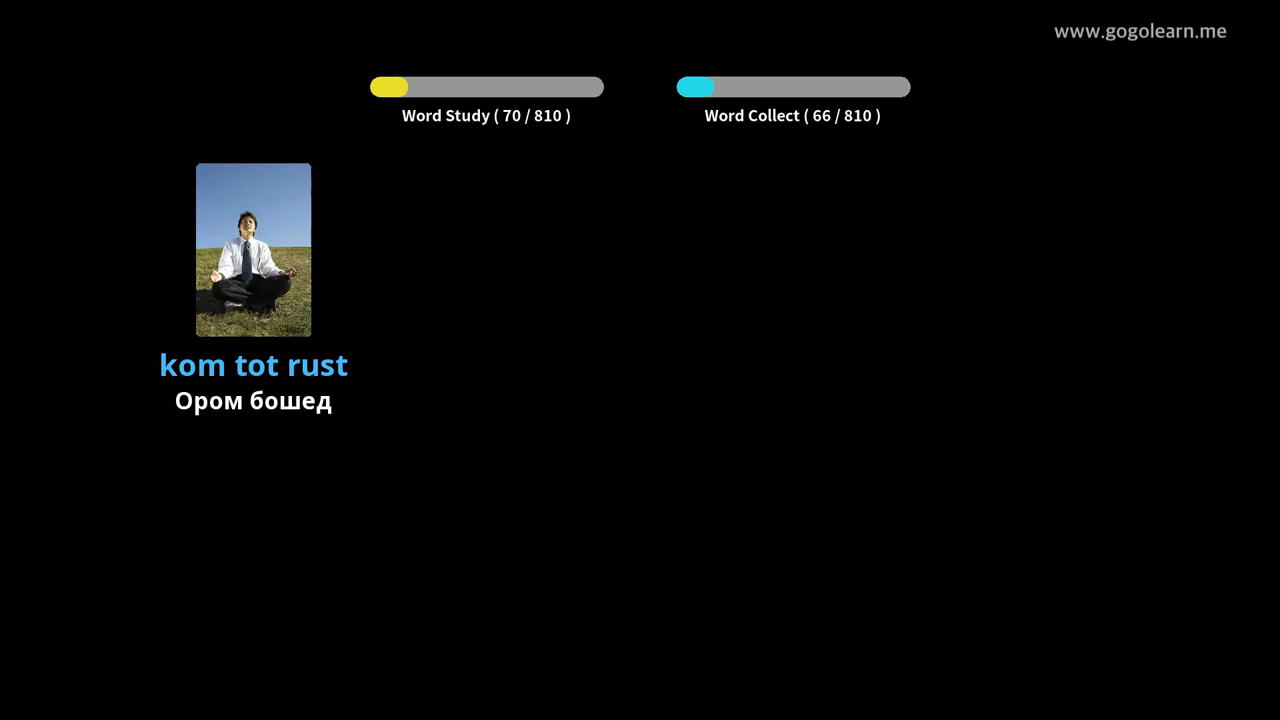 www.gogolearn.me
Word Study ( 70 / 810 )
Word Collect ( 66 / 810 )
kom tot rust
Ором бошед